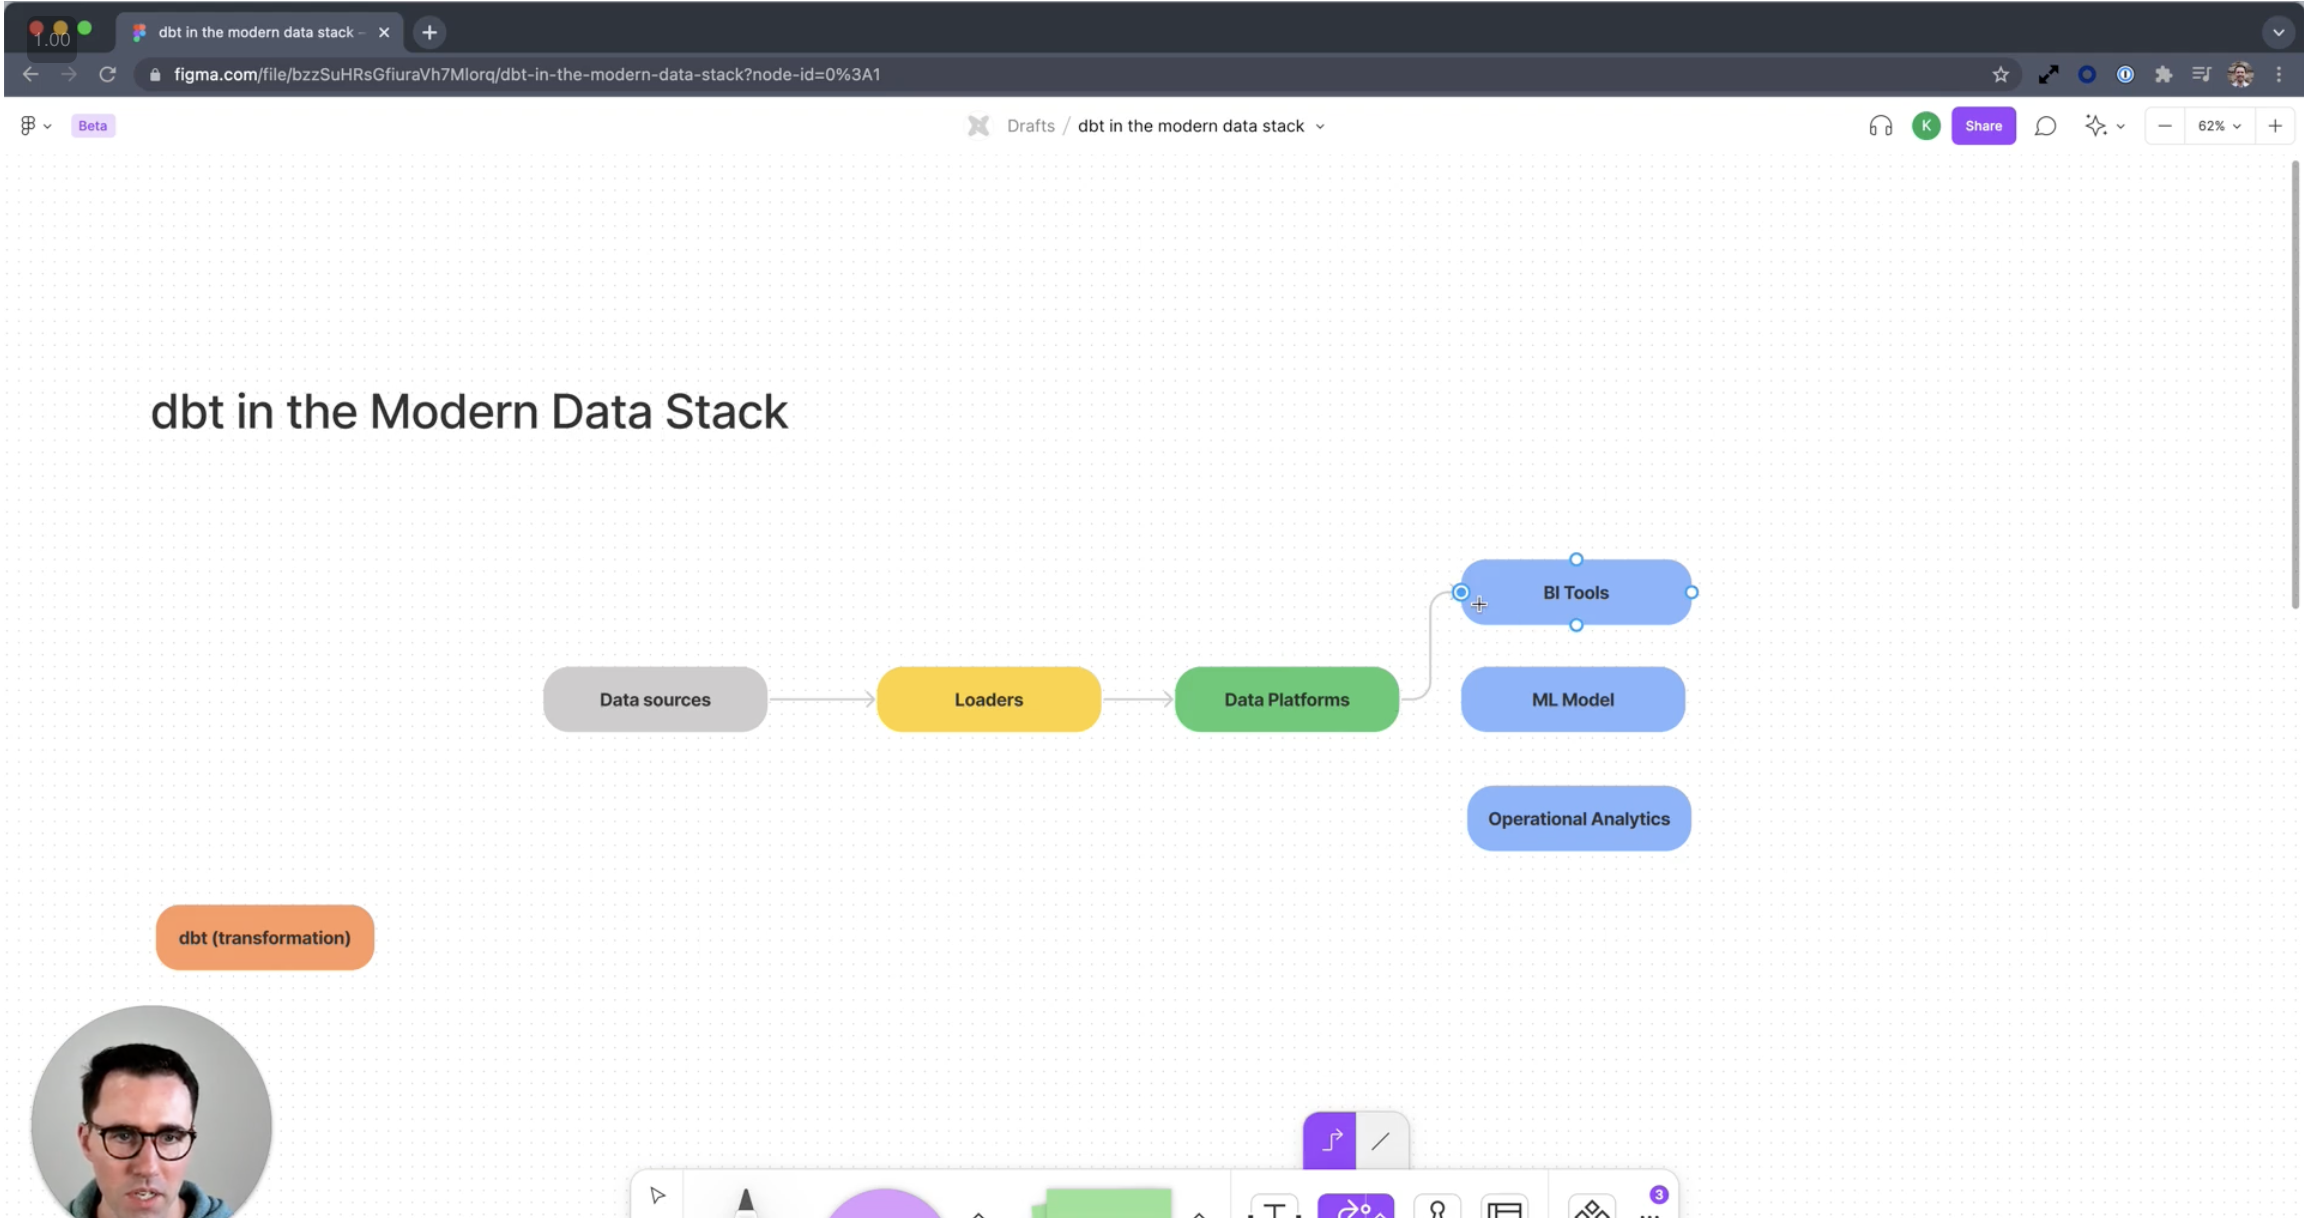 1.00
dbt in the modern data stack –
figma.com/file/bzzSuHRsGfiuraVh7Mlorq/dbt-in-the-modern-data-stack?node-id=0%3A1
Beta
Drafts / dbt in the modern data stack
K
Share
62%
dbt in the Modern Data Stack
BI Tools
Data sources
Loaders
Data Platforms
ML Model
Operational Analytics
dbt (transformation)
3